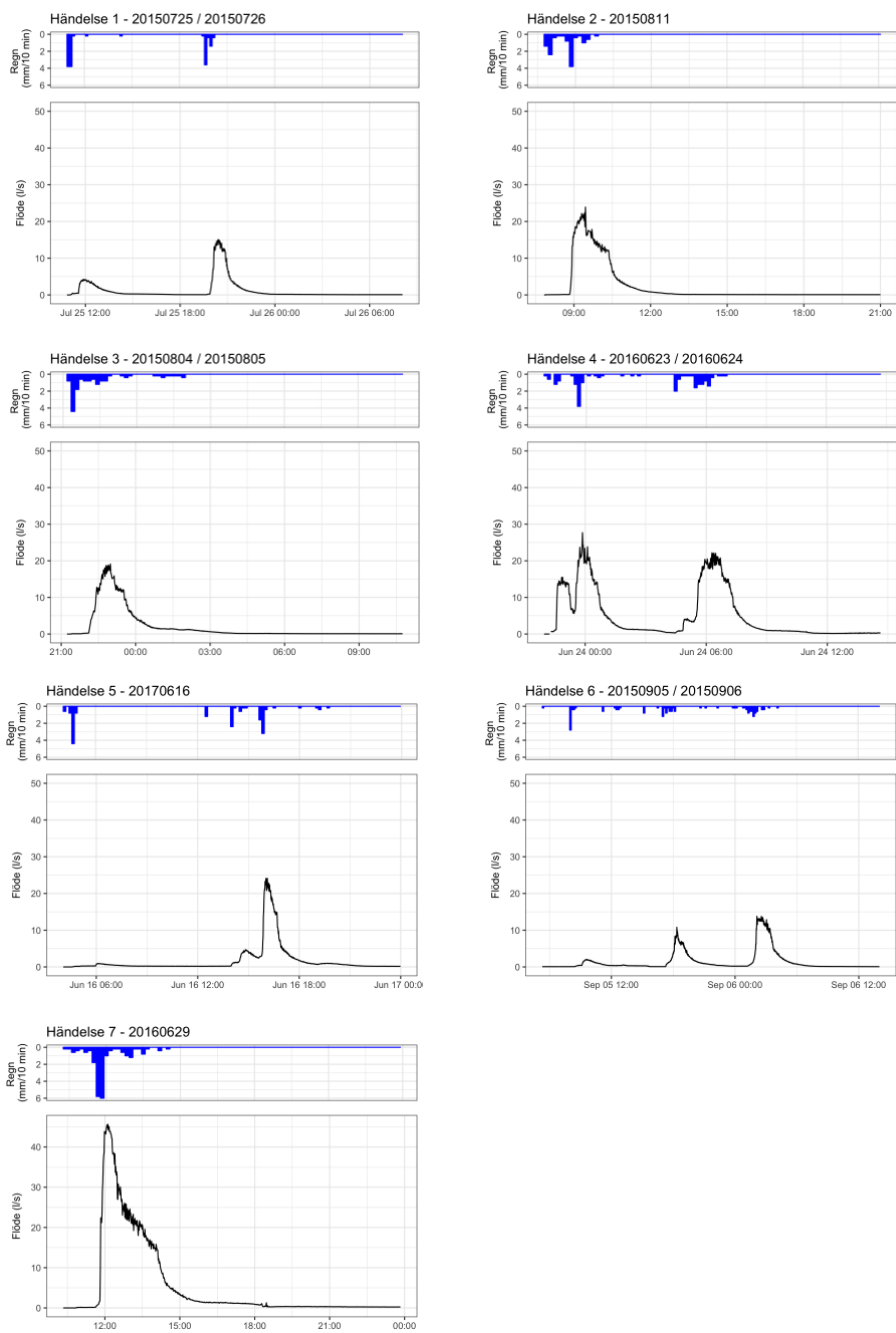 Händelse 1 - 20150725 / 20150726
Regn
(mm/10 min)
0
2
4
6
Flöde (l/s)
50
40
30
20
10
0
Jul 25 12:00
Jul 25 18:00
Jul 26 00:00
Jul 26 06:00
Händelse 2 - 20150811
Regn
(mm/10 min)
0
2
4
6
Flöde (l/s)
50
40
30
20
10
0
09:00
12:00
15:00
18:00
21:00
Händelse 3 - 20150804 / 20150805
Regn
(mm/10 min)
0
2
4
6
Flöde (l/s)
50
40
30
20
10
0
21:00
00:00
03:00
06:00
09:00
Händelse 4 - 20160623 / 20160624
Regn
(mm/10 min)
0
2
4
6
Flöde (l/s)
50
40
30
20
10
0
Jun 24 00:00
Jun 24 06:00
Jun 24 12:00
Händelse 5 - 20170616
Regn
(mm/10 min)
0
2
4
6
Flöde (l/s)
50
40
30
20
10
0
Jun 16 06:00
Jun 16 12:00
Jun 16 18:00
Jun 17 00:0
Händelse 6 - 20150905 / 20150906
Regn
(mm/10 min)
0
2
4
6
Flöde (l/s)
50
40
30
20
10
0
Sep 05 12:00
Sep 06 00:00
Sep 06 12:00
Händelse 7 - 20160629
Regn
(mm/10 min)
0
2
4
6
Flöde (l/s)
40
30
20
10
0
12:00
15:00
18:00
21:00
00:00